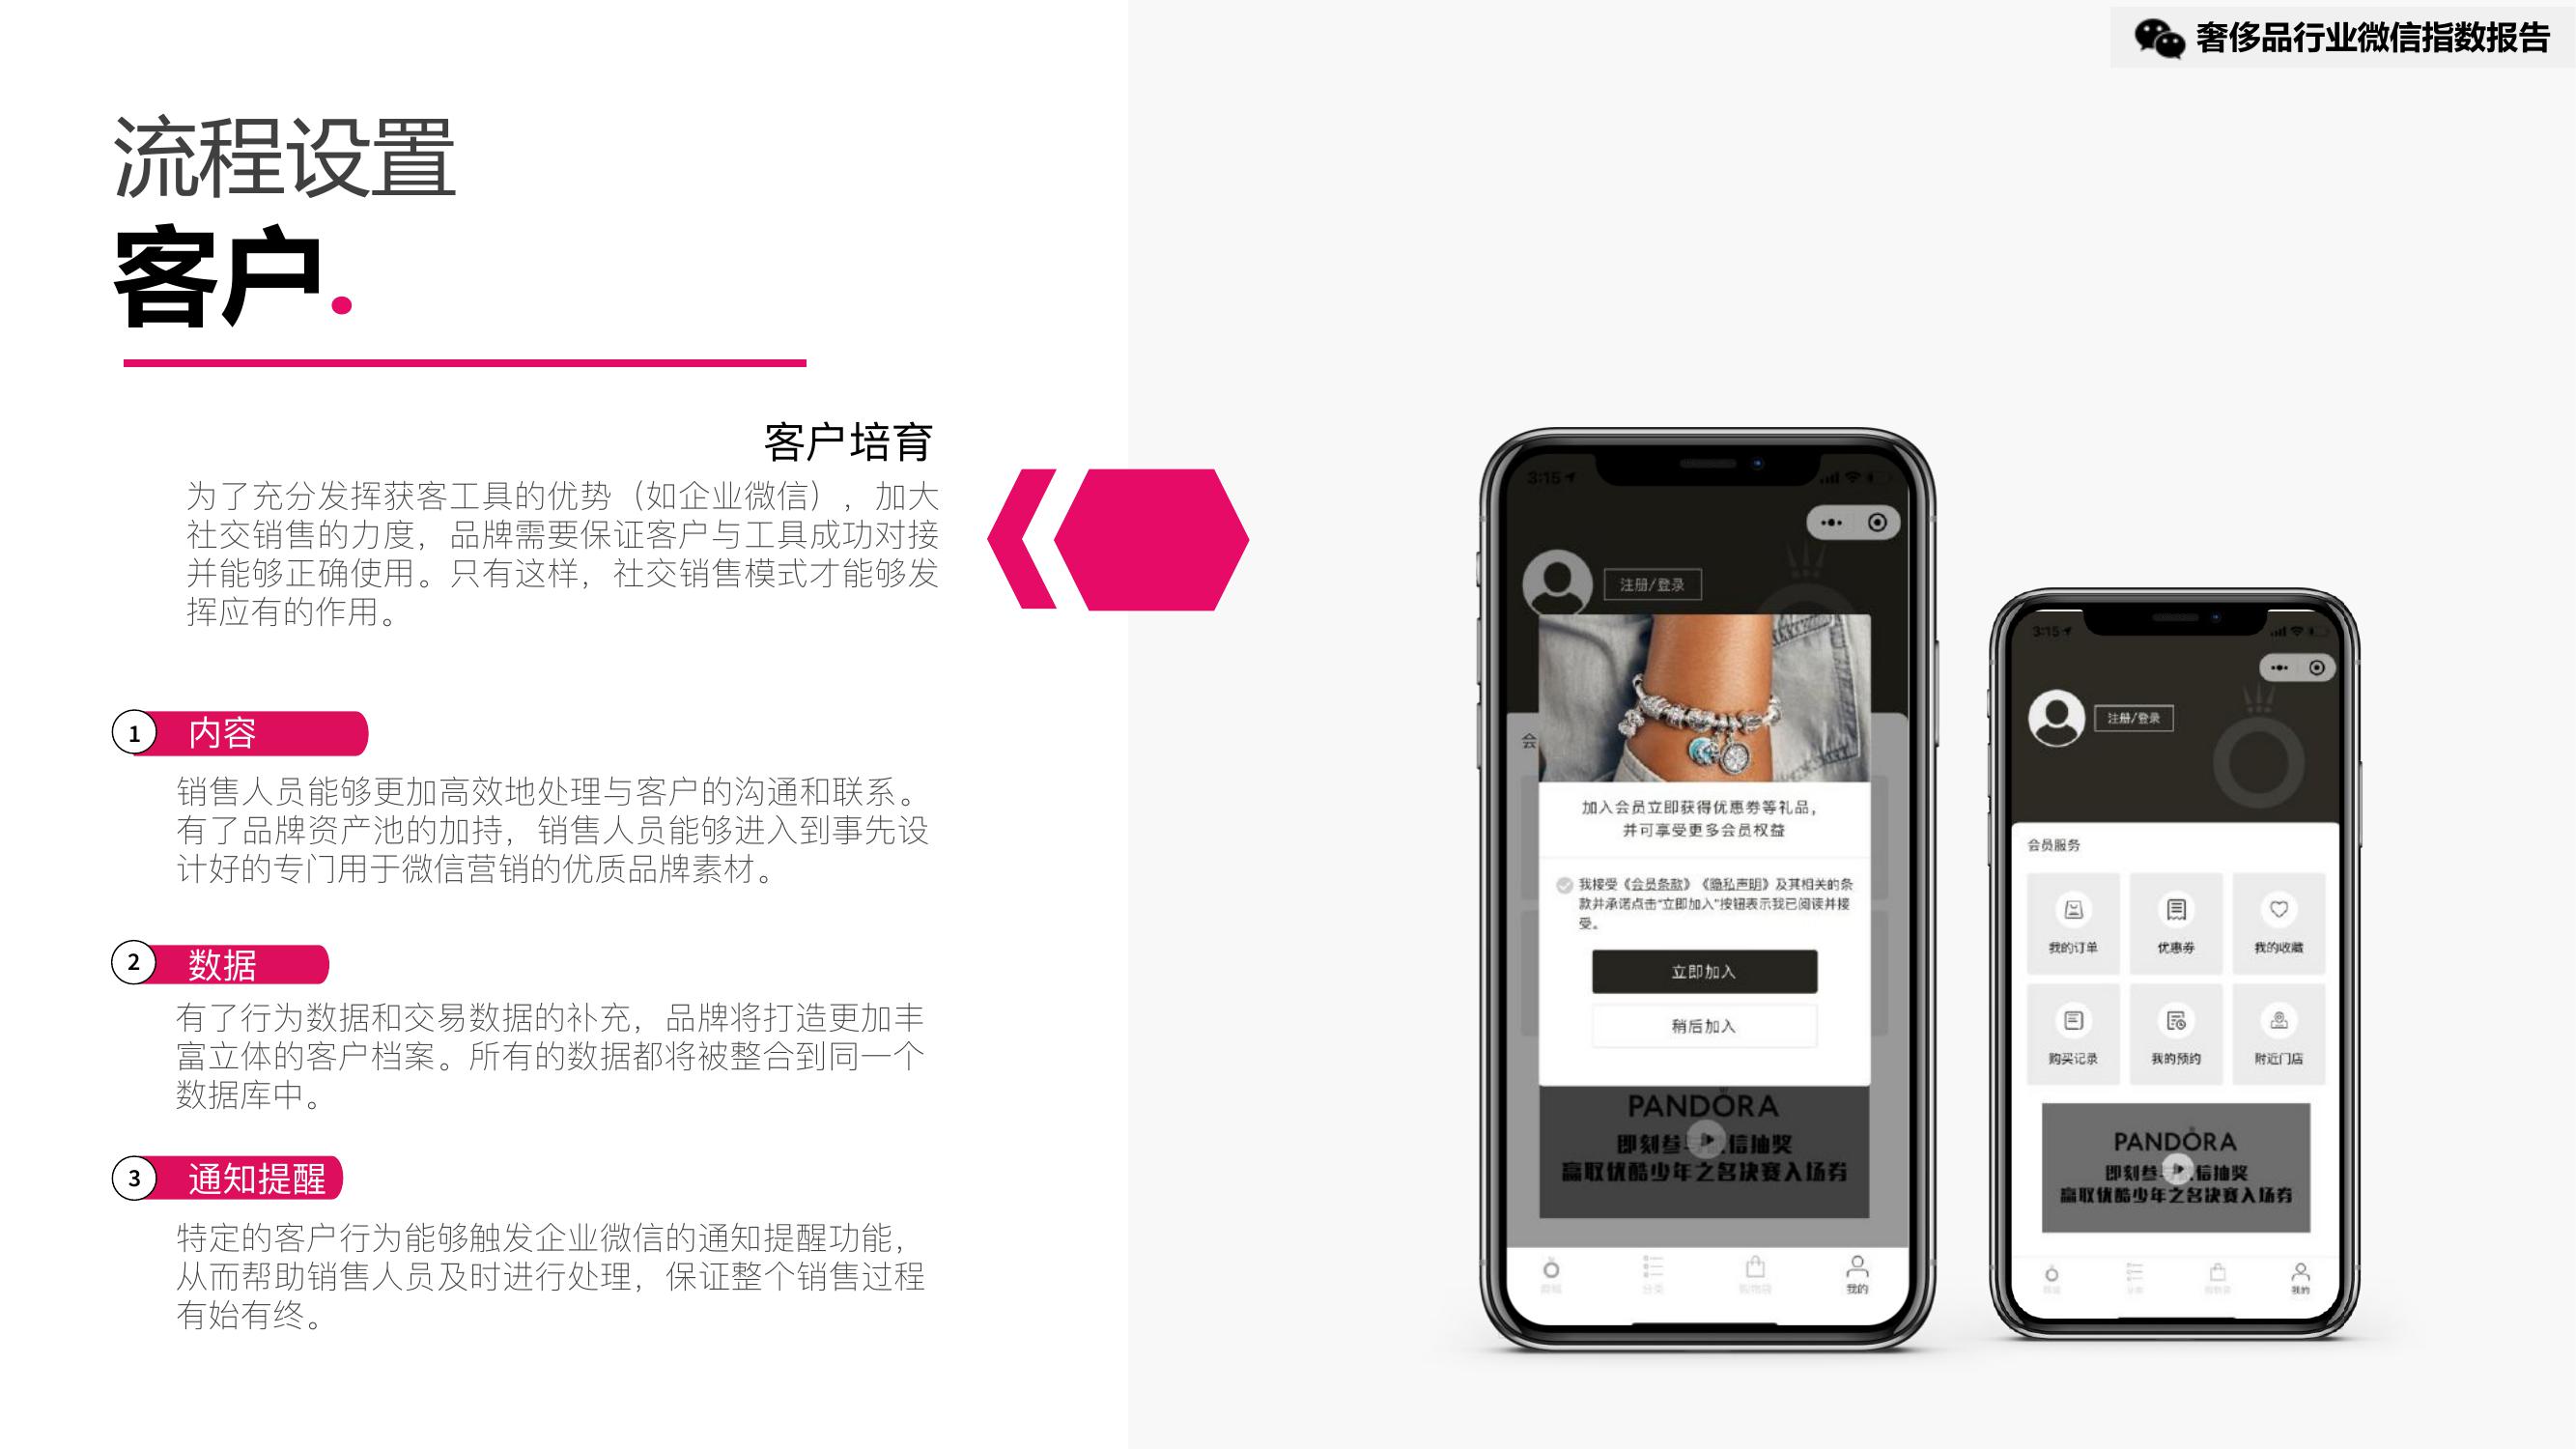 奢侈品行业微信指数报告
流程设置
客户.
客户培育
为了充分发挥获客工具的优势（如企业微信），加大
社交销售的力度，品牌需要保证客户与工具成功对接
并能够正确使用。只有这样，社交销售模式才能够发
挥应有的作用。
1 内容
销售人员能够更加高效地处理与客户的沟通和联系。
有了品牌资产池的加持，销售人员能够进入到事先设
计好的专门用于微信营销的优质品牌素材。
2 数据
有了行为数据和交易数据的补充，品牌将打造更加丰
富立体的客户档案。所有的数据都将被整合到同一个
数据库中。
3 通知提醒
特定的客户行为能够触发企业微信的通知提醒功能，
从而帮助销售人员及时进行处理，保证整个销售过程
有始有终。
3:15
注册/登录
会
加入会员立即获得优惠券等礼品，
并可享受更多会员权益
我接受《会员条款》《隐私声明》及其相关的条
款并承诺点击“立即加入”按钮表示我已阅读并接
受。
立即加入
稍后加入
PANDORA
即刻参 信抽奖
赢取优酷少年之名决赛入场券
商城 分类 购物袋 我的
3:15
注册/登录
会员服务
我的订单 优惠券 我的收藏
购买记录 我的预约 附近门店
PANDORA
即刻参 信抽奖
赢取优酷少年之名决赛入场券
分类 购物袋 我的